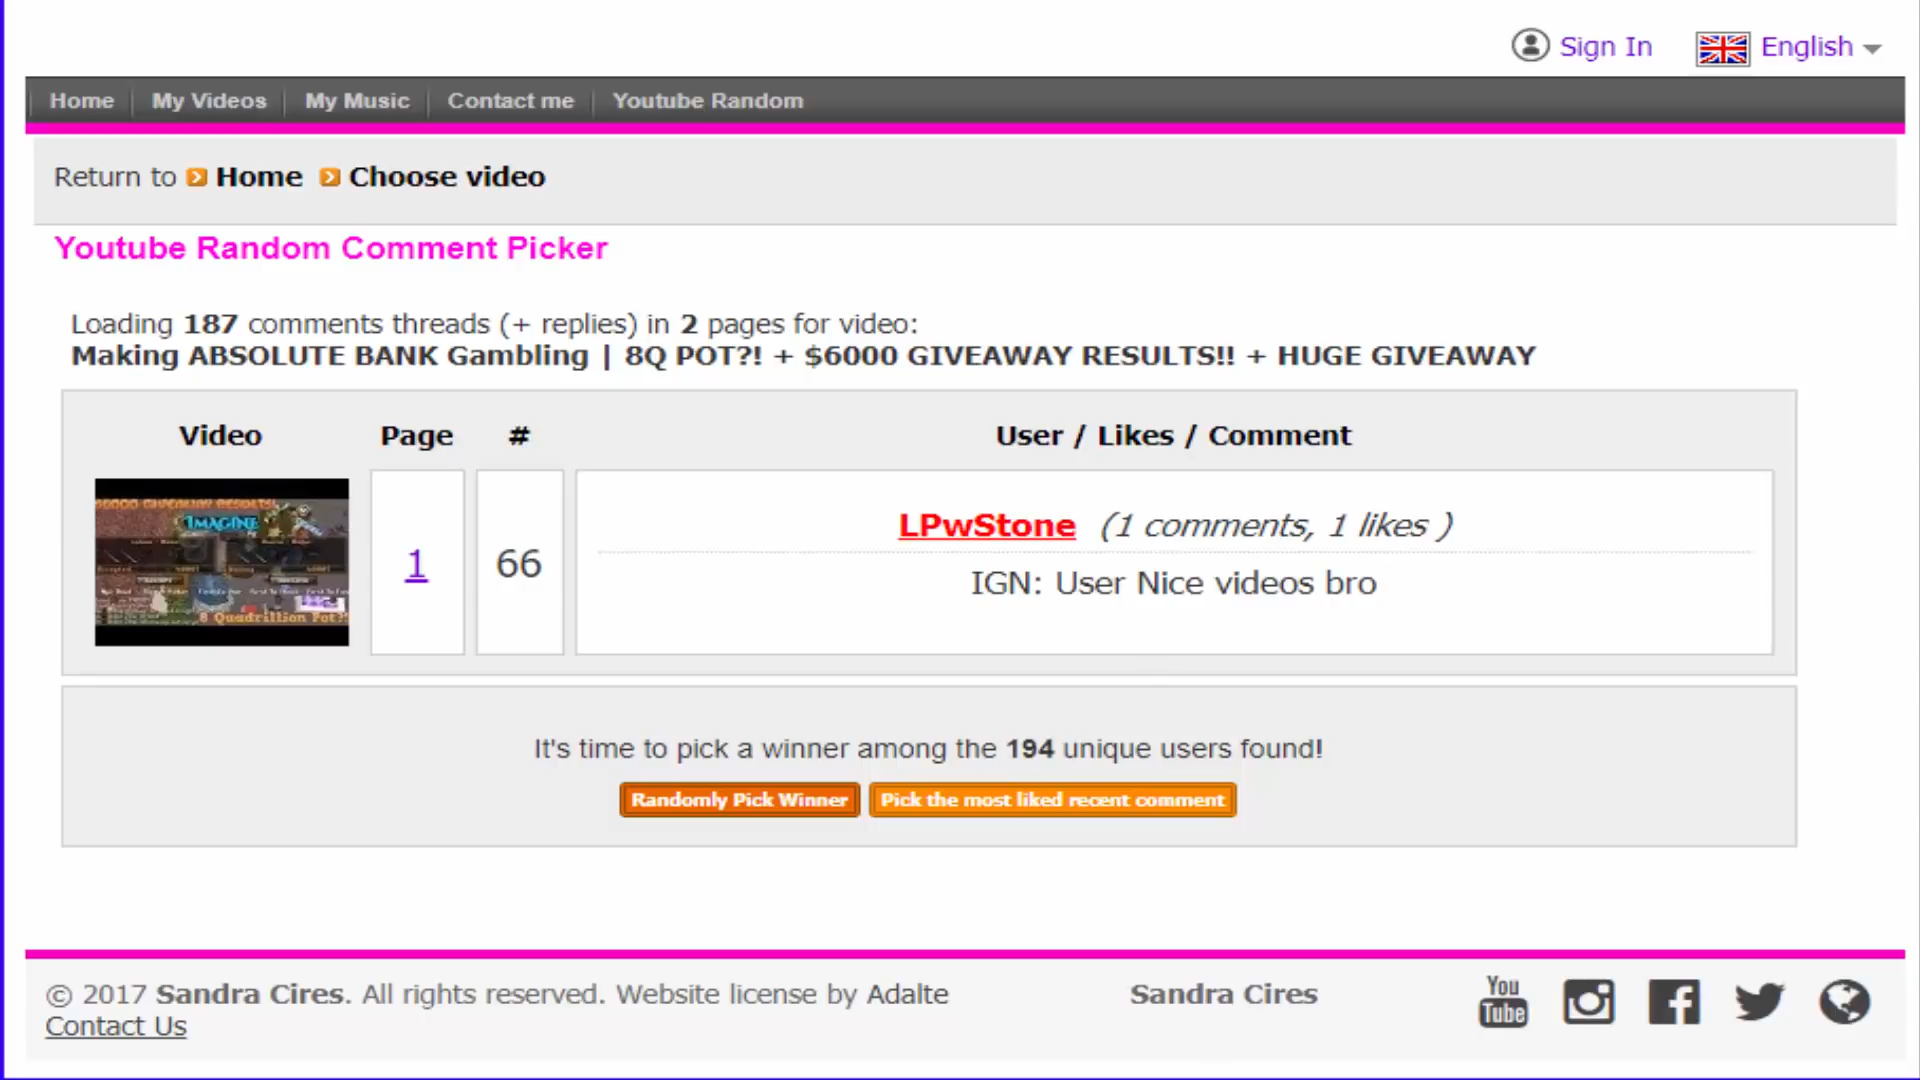 Sign In English
Home My Videos My Music Contact me Youtube Random
Return to Home Choose video
Youtube Random Comment Picker
Loading 187 comments threads (+ replies) in 2 pages for video:
Making ABSOLUTE BANK Gambling | 8Q POT?! + $6000 GIVEAWAY RESULTS!! + HUGE GIVEAWAY
Video Page # User / Likes / Comment
$6000 GIVEAWAY RESULTS!
IMAGINE
8 Quadrillion Pot?!
1
66
LPwStone (1 comments, 1 likes )
IGN: User Nice videos bro
It's time to pick a winner among the 194 unique users found!
Randomly Pick Winner Pick the most liked recent comment
© 2017 Sandra Cires. All rights reserved. Website license by Adalte
Contact Us
Sandra Cires
You
Tube